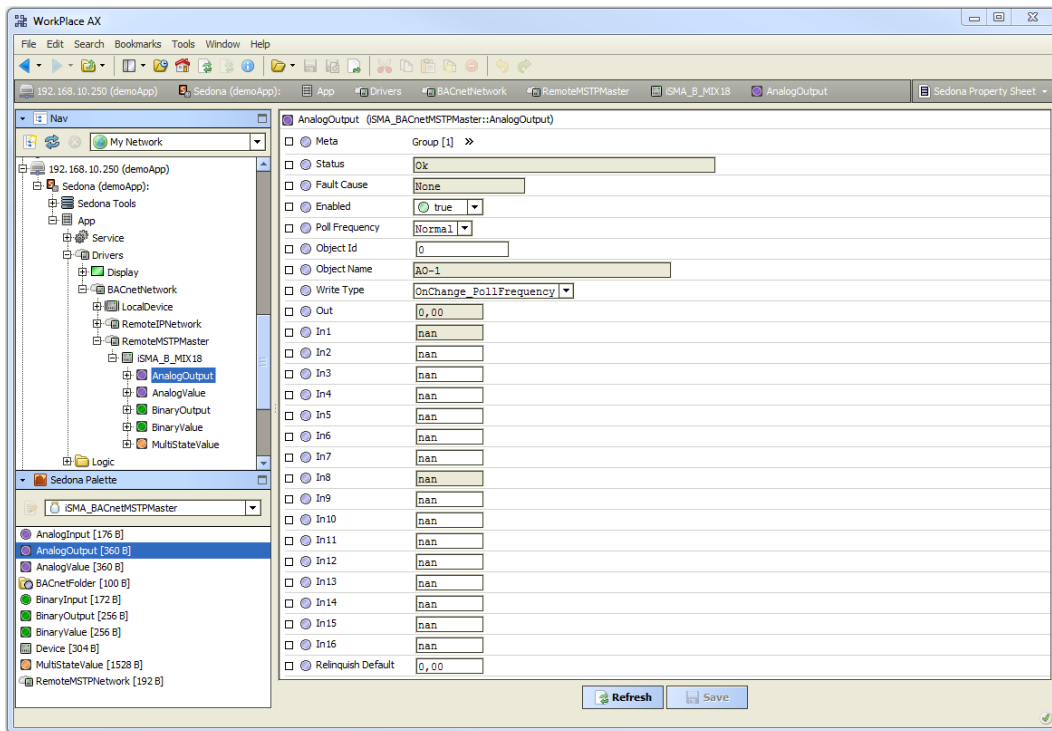 WorkPlace AX
File Edit Search Bookmarks Tools Window Help
192.168.10.250 (demoApp) Sedona (demoApp): App Drivers BACnetNetwork RemoteMSTPMaster iSMA_B_MIX18 AnalogOutput Sedona Property Sheet
Nav
My Network
192.168.10.250 (demoApp)
Sedona (demoApp):
Sedona Tools
App
Service
Drivers
Display
BACnetNetwork
LocalDevice
RemoteIPNetwork
RemoteMSTPMaster
iSMA_B_MIX18
AnalogOutput
AnalogValue
BinaryOutput
BinaryValue
MultiStateValue
Logic
Sedona Palette
iSMA_BACnetMSTPMaster
AnalogInput [176 B]
AnalogOutput [360 B]
AnalogValue [360 B]
BACnetFolder [100 B]
BinaryInput [172 B]
BinaryOutput [256 B]
BinaryValue [256 B]
Device [304 B]
MultiStateValue [1528 B]
RemoteMSTPNetwork [192 B]
AnalogOutput (iSMA_BACnetMSTPMaster::AnalogOutput)
Meta Group [1] »
Status Ok
Fault Cause None
Enabled true
Poll Frequency Normal
Object Id 0
Object Name AO-1
Write Type OnChange_PollFrequency
Out 0,00
In1 nan
In2 nan
In3 nan
In4 nan
In5 nan
In6 nan
In7 nan
In8 nan
In9 nan
In10 nan
In11 nan
In12 nan
In13 nan
In14 nan
In15 nan
In16 nan
Relinquish Default 0,00
Refresh Save